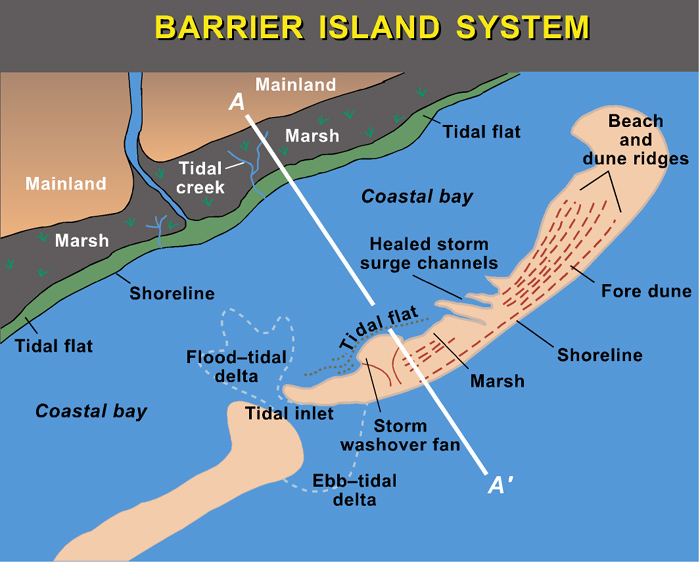 BARRIER ISLAND SYSTEM
Mainland
A
Marsh
Tidal flat
Beach
and
dune ridges
Tidal
creek
Mainland
Coastal bay
Marsh
Healed storm
surge channels
Shoreline
Fore dune
Tidal flat
Tidal flat
Shoreline
Flood–tidal
delta
Marsh
Coastal bay
Tidal inlet
Storm
washover fan
Ebb–tidal
delta
A'